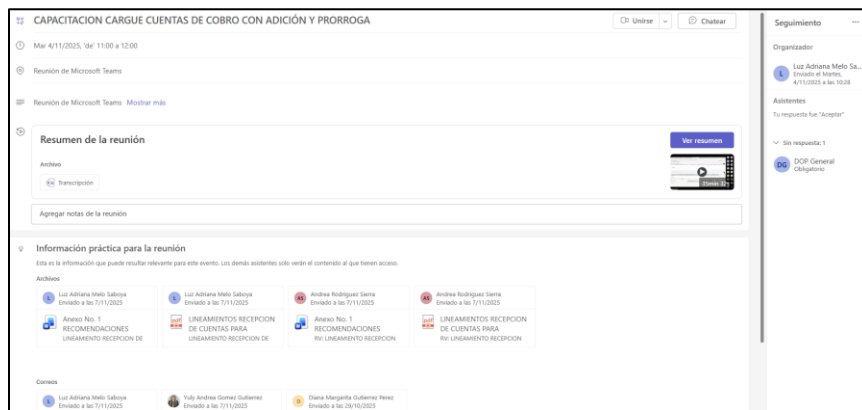 CAPACITACION CARGUE CUENTAS DE COBRO CON ADICIÓN Y PRORROGA
Unirse
Chatear
Mar 4/11/2025, 'de' 11:00 a 12:00
Reunión de Microsoft Teams
Reunión de Microsoft Teams Mostrar más
Resumen de la reunión
Ver resumen
Archivo
Transcripción
35min 32s
Agregar notas de la reunión
Información práctica para la reunión
Esta es la información que puede resultar relevante para este evento. Los demás asistentes solo verán el contenido al que tienen acceso.
Archivos
L Luz Adriana Melo Saboya
Enviado a las 7/11/2025
Anexo No. 1
RECOMENDACIONES
LINEAMIENTO RECEPCION DE
L Luz Adriana Melo Saboya
Enviado a las 7/11/2025
LINEAMIENTOS RECEPCION
DE CUENTAS PARA
LINEAMIENTO RECEPCION DE
AS Andrea Rodriguez Sierra
Enviado a las 7/11/2025
Anexo No. 1
RECOMENDACIONES
RV: LINEAMIENTO RECEPCION
AS Andrea Rodriguez Sierra
Enviado a las 7/11/2025
LINEAMIENTOS RECEPCION
DE CUENTAS PARA
RV: LINEAMIENTO RECEPCION
Correos
L Luz Adriana Melo Saboya
Enviado a las 7/11/2025
Yuly Andrea Gomez Gutierrez
Enviado a las 7/11/2025
D Diana Margarita Gutierrez Perez
Enviado a las 29/10/2025
Seguimiento
Organizador
L Luz Adriana Melo Sa...
Enviado el Martes,
4/11/2025 a las 10:28
Asistentes
Tu respuesta fue "Aceptar"
Sin respuesta: 1
DG DOP General
Obligatorio